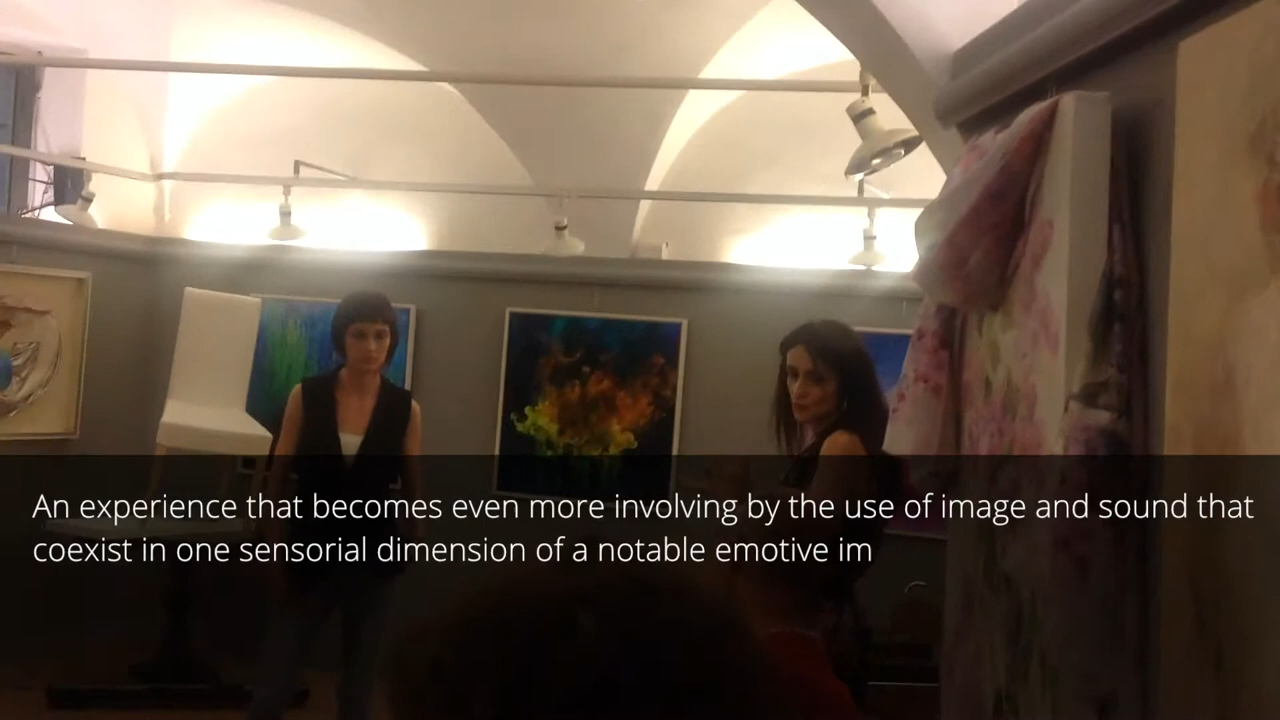 An experience that becomes even more involving by the use of image and sound that
coexist in one sensorial dimension of a notable emotive im